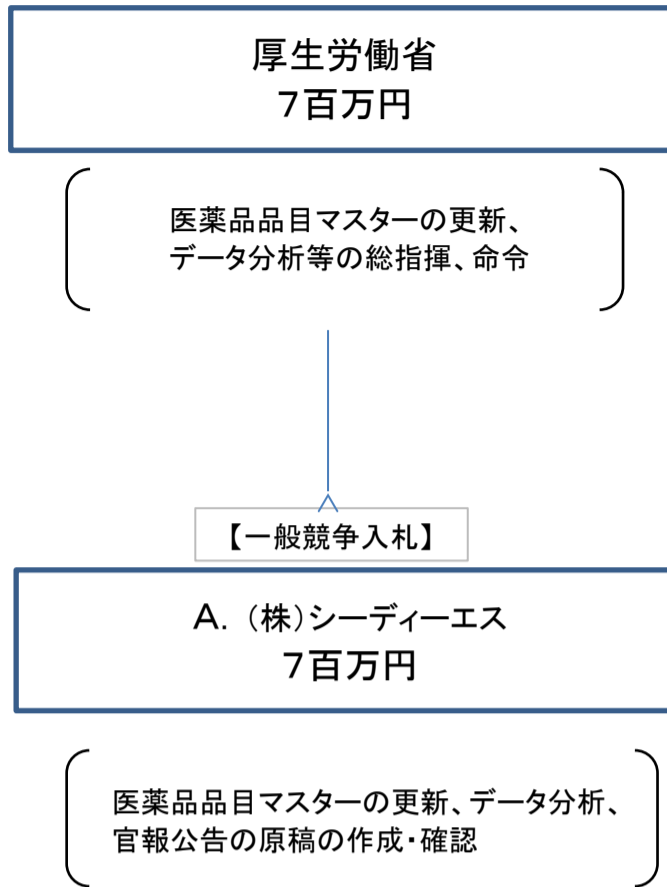 厚生労働省
7百万円
医薬品品目マスターの更新、
データ分析等の総指揮、命令
【一般競争入札】
A．（株）シーディーエス
7百万円
医薬品品目マスターの更新、データ分析、
官報公告の原稿の作成・確認